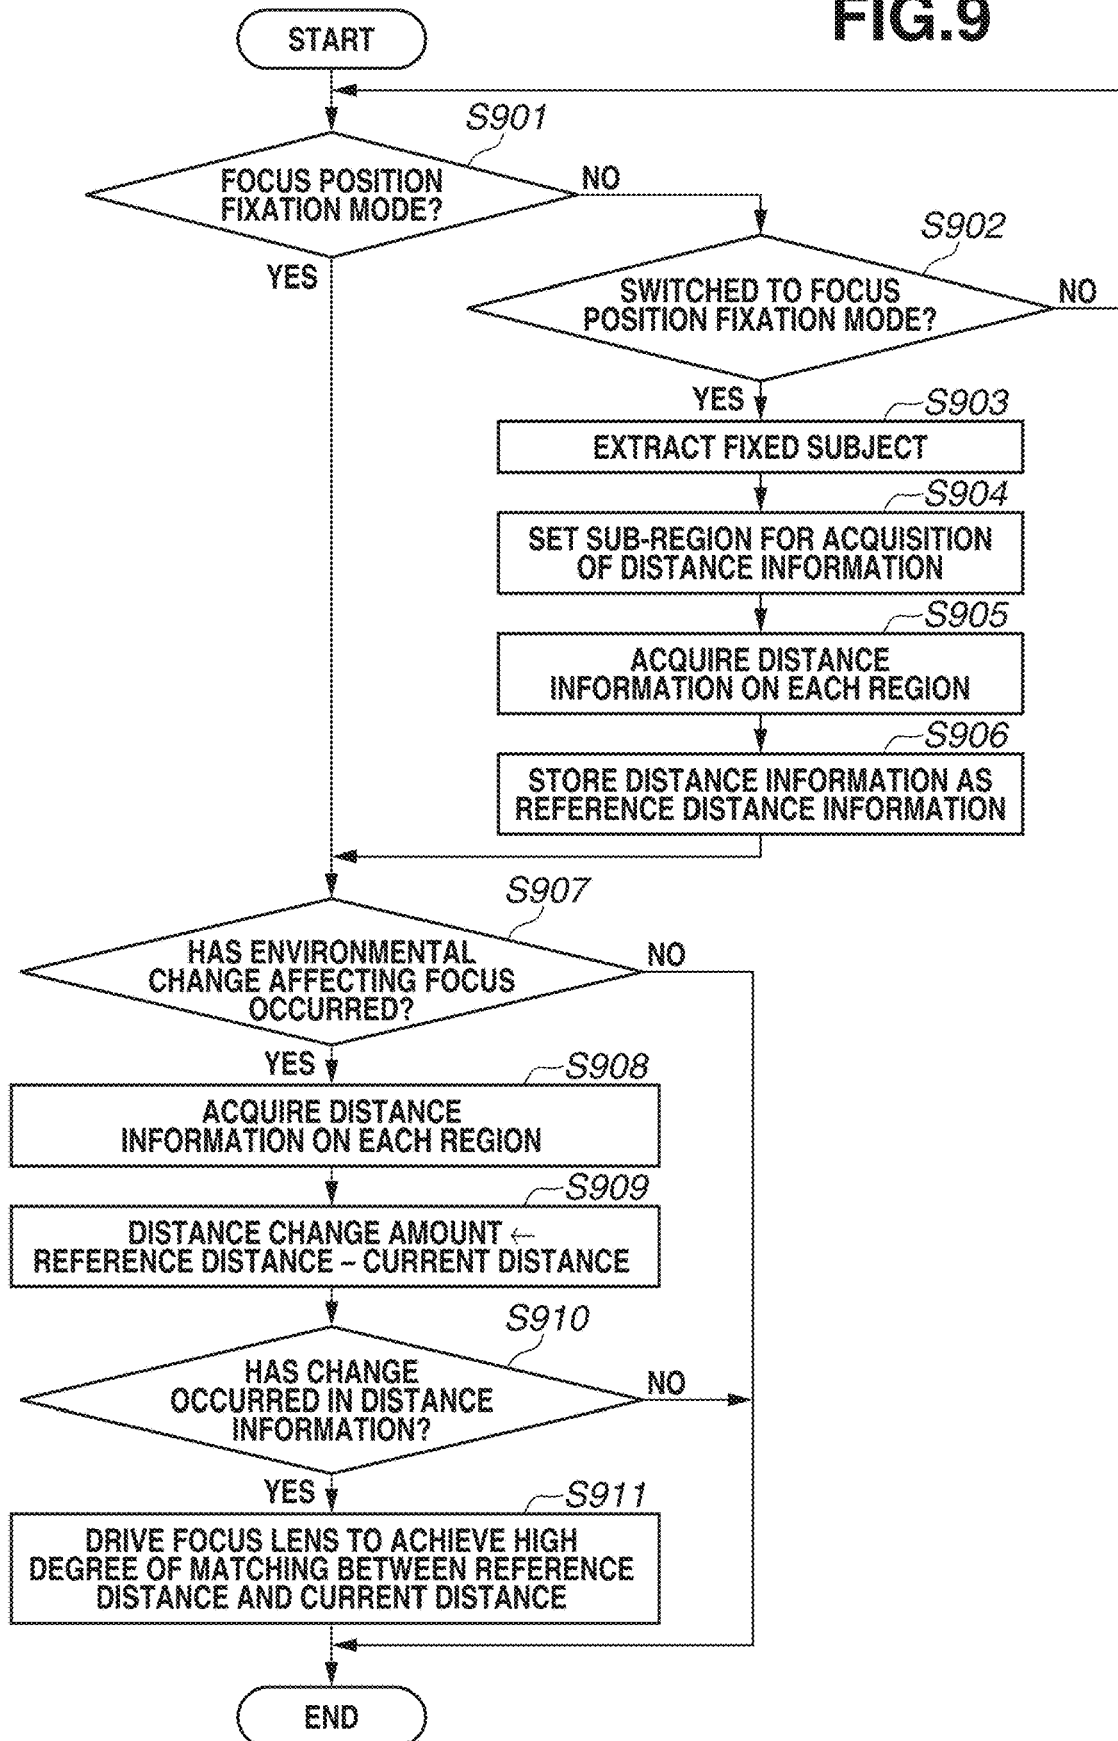 FIG.9
START
S901
FOCUS POSITION
FIXATION MODE?
NO
YES
S902
SWITCHED TO FOCUS
POSITION FIXATION MODE?
NO
YES
S903
EXTRACT FIXED SUBJECT
S904
SET SUB-REGION FOR ACQUISITION
OF DISTANCE INFORMATION
S905
ACQUIRE DISTANCE
INFORMATION ON EACH REGION
S906
STORE DISTANCE INFORMATION AS
REFERENCE DISTANCE INFORMATION
S907
HAS ENVIRONMENTAL
CHANGE AFFECTING FOCUS
OCCURRED?
NO
YES
S908
ACQUIRE DISTANCE
INFORMATION ON EACH REGION
S909
DISTANCE CHANGE AMOUNT ←
REFERENCE DISTANCE – CURRENT DISTANCE
S910
HAS CHANGE
OCCURRED IN DISTANCE
INFORMATION?
NO
YES
S911
DRIVE FOCUS LENS TO ACHIEVE HIGH
DEGREE OF MATCHING BETWEEN REFERENCE
DISTANCE AND CURRENT DISTANCE
END